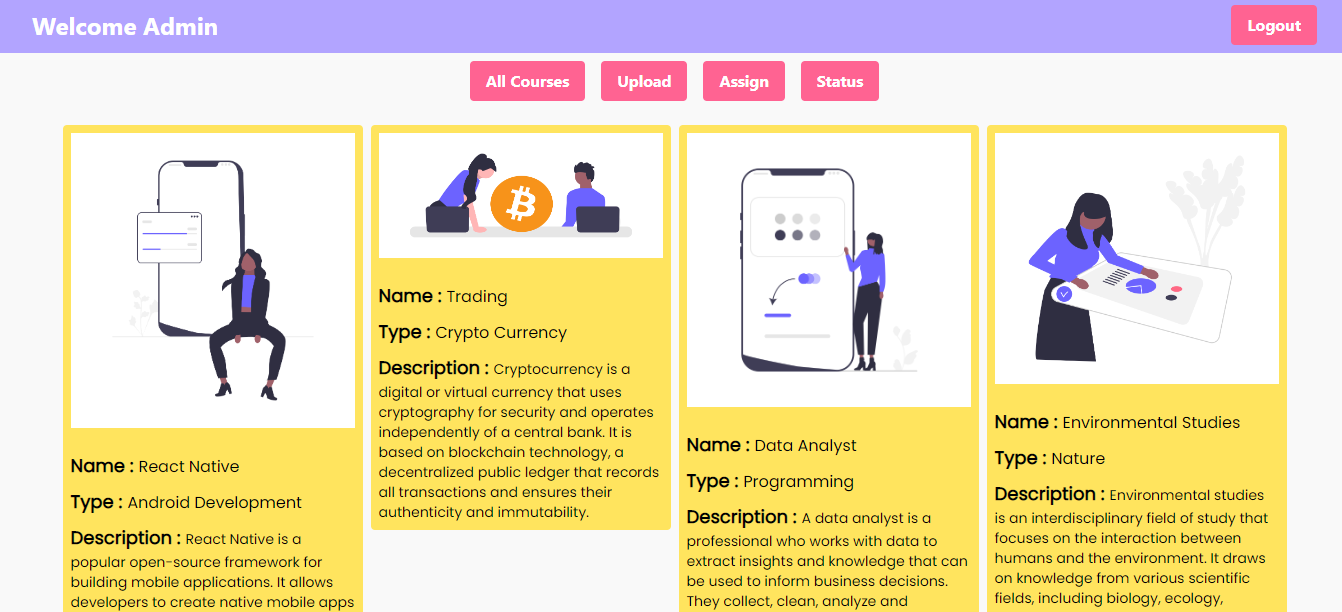 Welcome Admin
Logout
All Courses
Upload
Assign
Status
Name : React Native
Type : Android Development
Description : React Native is a
popular open-source framework for
building mobile applications. It allows
developers to create native mobile apps
Name : Trading
Type : Crypto Currency
Description : Cryptocurrency is a
digital or virtual currency that uses
cryptography for security and operates
independently of a central bank. It is
based on blockchain technology, a
decentralized public ledger that records
all transactions and ensures their
authenticity and immutability.
Name : Data Analyst
Type : Programming
Description : A data analyst is a
professional who works with data to
extract insights and knowledge that can
be used to inform business decisions.
They collect, clean, analyze and
Name : Environmental Studies
Type : Nature
Description : Environmental studies
is an interdisciplinary field of study that
focuses on the interaction between
humans and the environment. It draws
on knowledge from various scientific
fields, including biology, ecology,